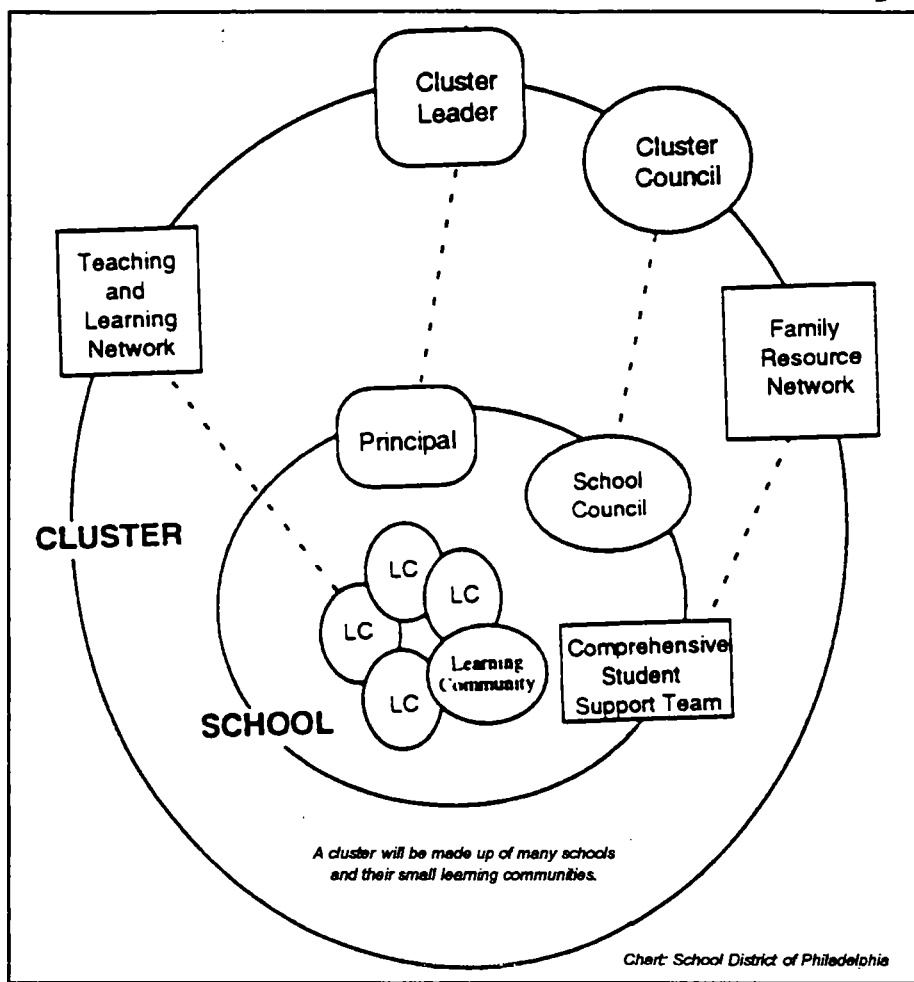 Cluster
Leader
Cluster
Council
Teaching
and
Learning
Network
Family
Resource
Network
Principal
School
Council
CLUSTER
LC
LC
LC
Learning
Community
LC
Comprehensive
Student
Support Team
SCHOOL
A cluster will be made up of many schools
and their small learning communities.
Chart: School District of Philadelphia